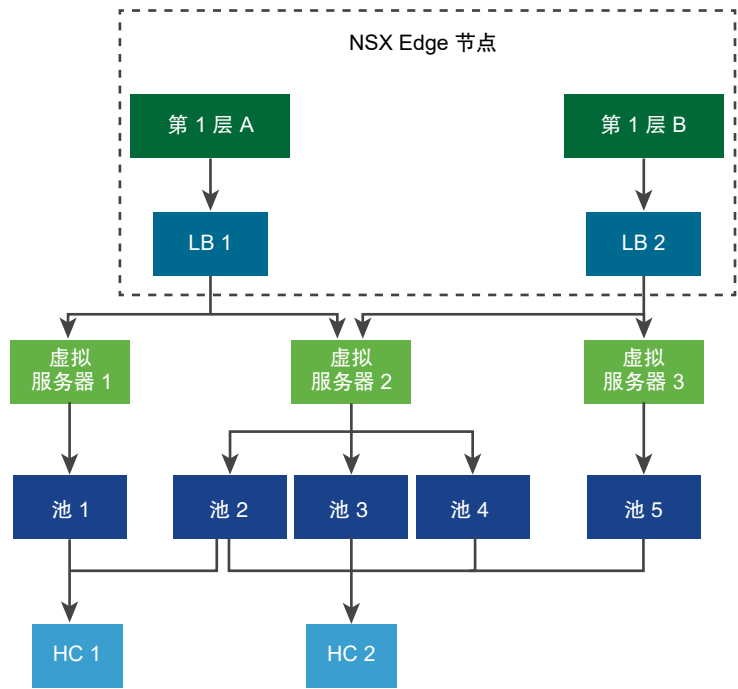 NSX Edge 节点
第 1 层 A
第 1 层 B
LB 1
LB 2
虚拟
服务器 1
虚拟
服务器 2
虚拟
服务器 3
池 1
池 2
池 3
池 4
池 5
HC 1
HC 2